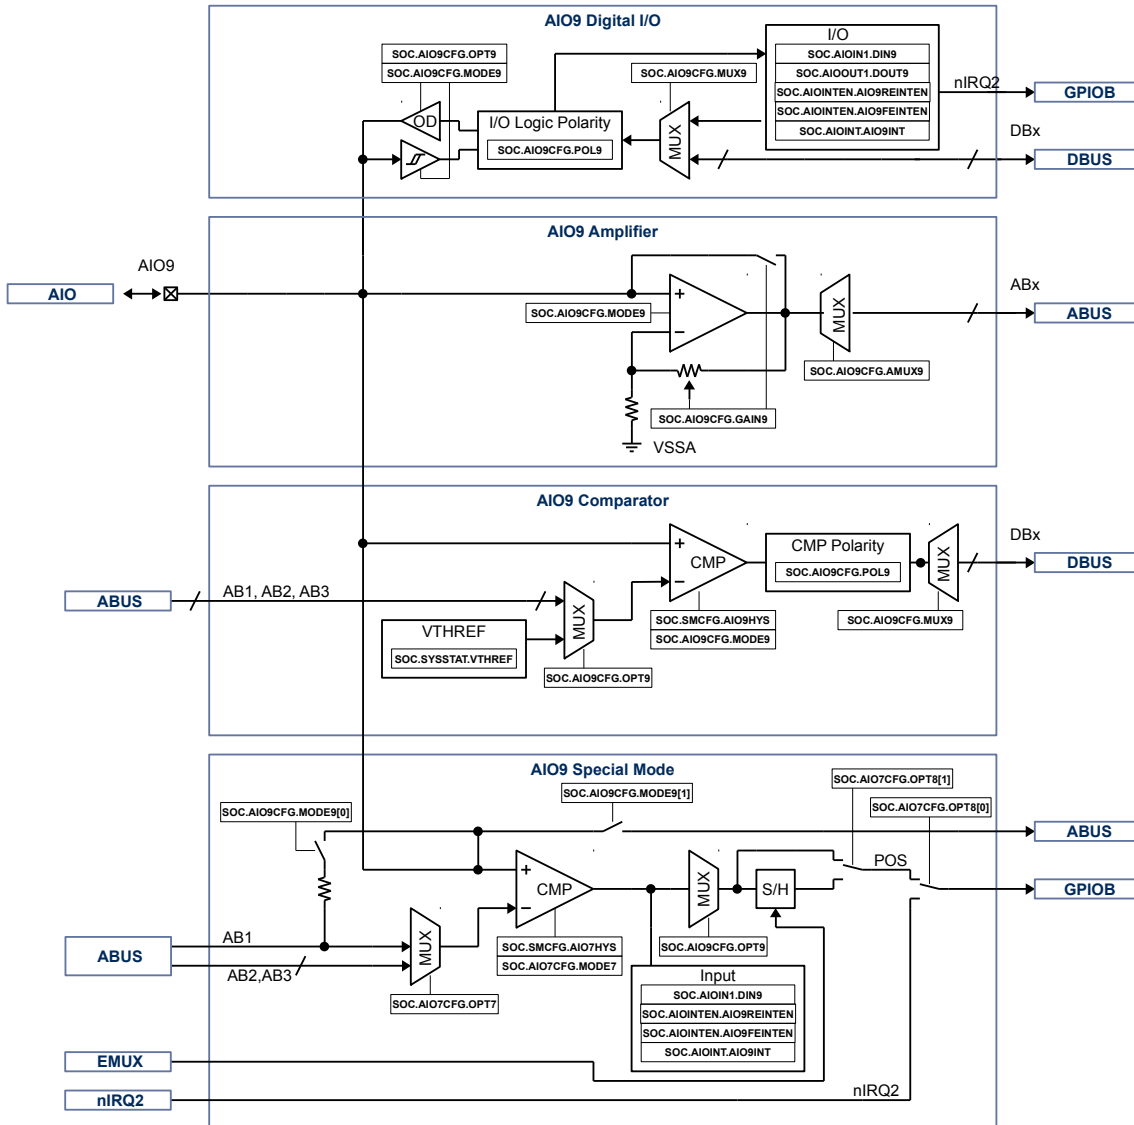 AIO9 Digital I/O
SOC.AIO9CFG.OPT9
SOC.AIO9CFG.MODE9
OD
I/O Logic Polarity
SOC.AIO9CFG.POL9
SOC.AIO9CFG.MUX9
MUX
I/O
SOC.AIOIN1.DIN9
SOC.AIOOUT1.DOUT9
SOC.AIOINTEN.AIO9REINTEN
SOC.AIOINTEN.AIO9FEINTEN
SOC.AIOINT.AIO9INT
nIRQ2
GPIOB
DBx
DBUS
AIO9 Amplifier
AIO9
AIO
SOC.AIO9CFG.MODE9
+
−
MUX
SOC.AIO9CFG.AMUX9
SOC.AIO9CFG.GAIN9
VSSA
ABx
ABUS
AIO9 Comparator
ABUS
AB1, AB2, AB3
VTHREF
SOC.SYSSTAT.VTHREF
MUX
SOC.AIO9CFG.OPT9
+
−
CMP
SOC.SMCFG.AIO9HYS
SOC.AIO9CFG.MODE9
CMP Polarity
SOC.AIO9CFG.POL9
MUX
SOC.AIO9CFG.MUX9
DBx
DBUS
AIO9 Special Mode
SOC.AIO9CFG.MODE9[0]
SOC.AIO9CFG.MODE9[1]
SOC.AIO7CFG.OPT8[1]
SOC.AIO7CFG.OPT8[0]
ABUS
POS
GPIOB
+
−
CMP
MUX
S/H
SOC.SMCFG.AIO7HYS
SOC.AIO7CFG.MODE7
SOC.AIO9CFG.OPT9
ABUS
AB1
AB2,AB3
MUX
SOC.AIO7CFG.OPT7
Input
SOC.AIOIN1.DIN9
SOC.AIOINTEN.AIO9REINTEN
SOC.AIOINTEN.AIO9FEINTEN
SOC.AIOINT.AIO9INT
EMUX
nIRQ2
nIRQ2